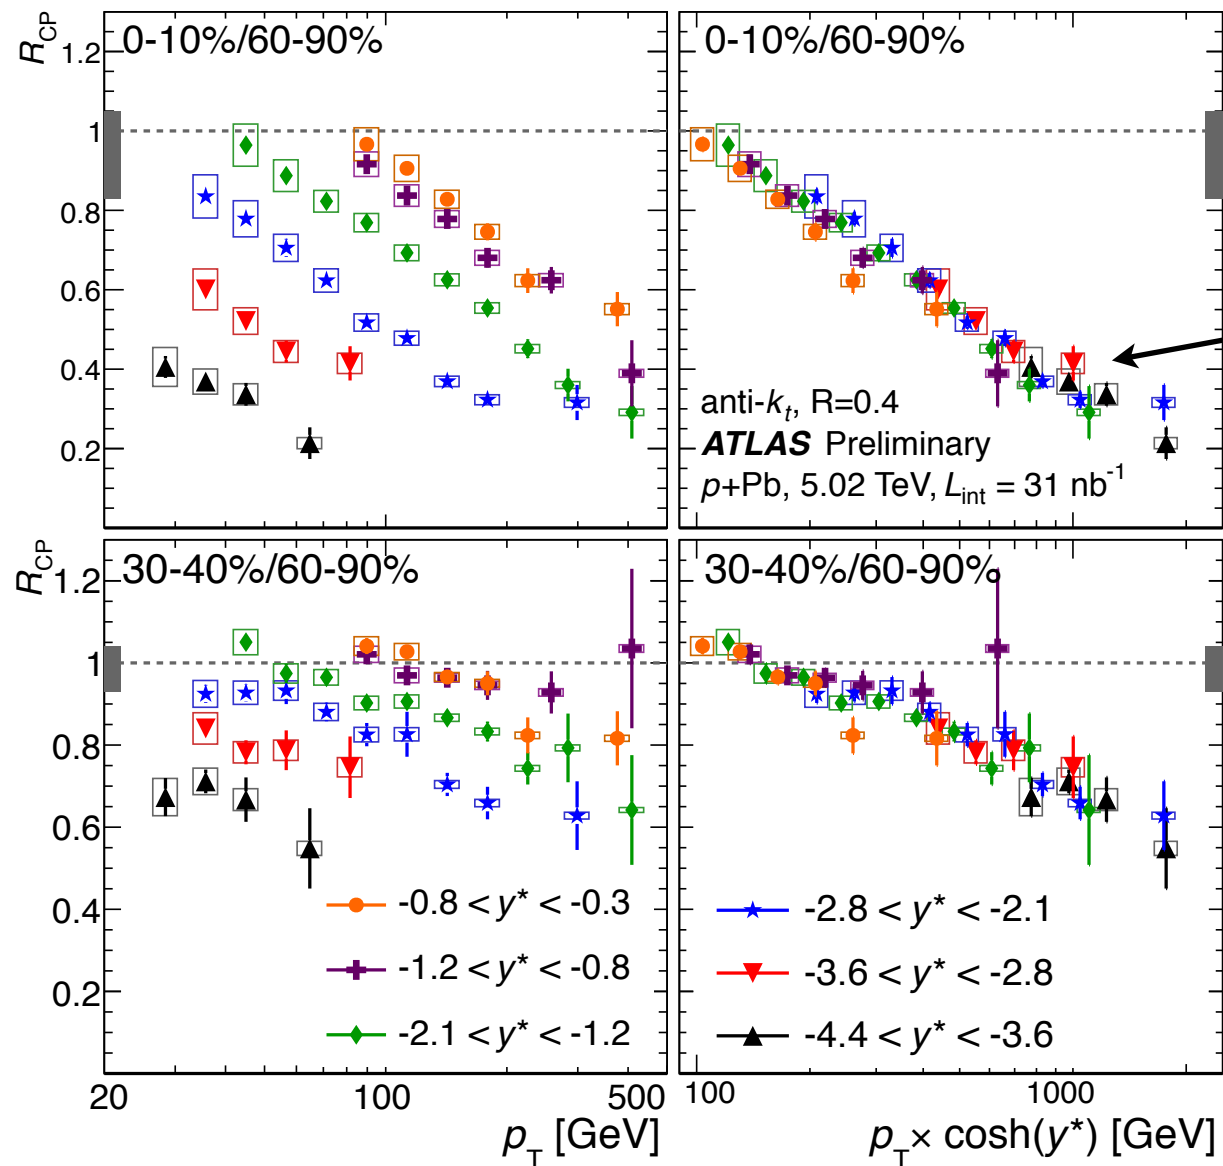 R_CP
0-10%/60-90%
0-10%/60-90%
1.2
1
0.8
0.6
0.4
0.2
anti-k_t, R=0.4
ATLAS Preliminary
p+Pb, 5.02 TeV, L_int = 31 nb^-1
R_CP
30-40%/60-90%
30-40%/60-90%
1.2
1
0.8
0.6
0.4
0.2
-0.8 < y* < -0.3
-1.2 < y* < -0.8
-2.1 < y* < -1.2
-2.8 < y* < -2.1
-3.6 < y* < -2.8
-4.4 < y* < -3.6
20 100 500
100 1000
p_T [GeV]
p_T × cosh(y*) [GeV]